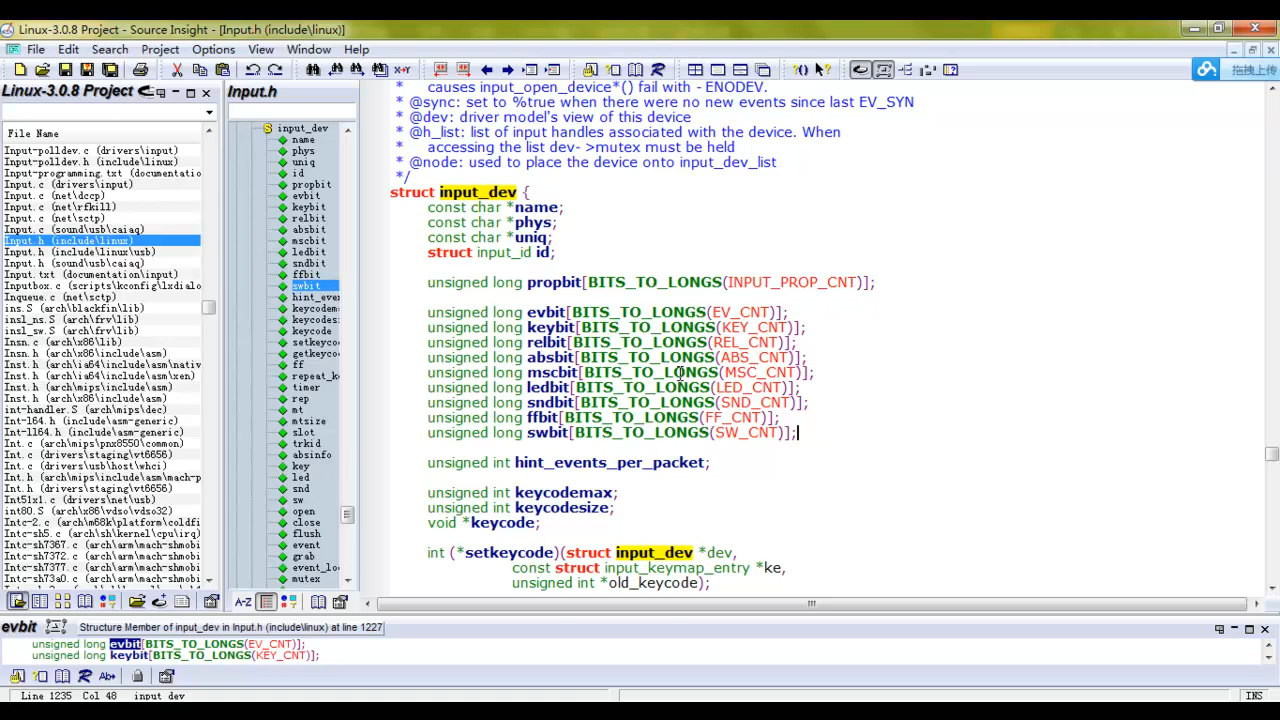 Linux-3.0.8 Project - Source Insight - [Input.h (include\linux)]
File Edit Search Project Options View Window Help
拖拽上传
Linux-3.0.8 Project
File Name
Input-polldev.c (drivers\input)
Input-polldev.h (include\linux)
Input-programming.txt (documentatio
Input.c (drivers\input)
Input.c (net\dccp)
Input.c (net\rfkill)
Input.c (net\sctp)
Input.c (sound\usb\caiaq)
Input.h (include\linux)
Input.h (include\linux\usb)
Input.h (sound\usb\caiaq)
Input.txt (documentation\input)
Inputbox.c (scripts\kconfig\lxdialo
Inqueue.c (net\sctp)
ins.S (arch\blackfin\lib)
insl_ns.S (arch\frv\lib)
insl_sw.S (arch\frv\lib)
Insn.c (arch\x86\lib)
Insn.h (arch\x86\include\asm)
Inst.h (arch\ia64\include\asm\nativ
Inst.h (arch\ia64\include\asm\xen)
Inst.h (arch\mips\include\asm)
Inst.h (arch\x86\include\asm)
int-handler.S (arch\mips\dec)
Int-l64.h (include\asm-generic)
Int-ll64.h (include\asm-generic)
Int.c (arch\mips\pnx8550\common)
Int.c (drivers\staging\vt6656)
Int.c (drivers\usb\host\whci)
Int.h (drivers\staging\vt6656)
Int51x1.c (drivers\net\usb)
int80.S (arch\x86\vdso\vdso32)
Intc-2.c (arch\m68k\platform\coldfi
Intc-sh5.c (arch\sh\kernel\cpu\irq)
Intc-sh7367.c (arch\arm\mach-shmobi
Intc-sh7372.c (arch\arm\mach-shmobi
Intc-sh7377.c (arch\arm\mach-shmobi
Intc-sh73a0.c (arch\arm\mach-shmobi
Input.h
input_dev
name
phys
uniq
id
propbit
evbit
keybit
relbit
absbit
mscbit
ledbit
sndbit
ffbit
swbit
hint_even
keycodem
keycodesi
keycode
setkeycod
getkeycod
ff
repeat_k
timer
rep
mt
mtsize
slot
trkid
absinfo
key
led
snd
sw
open
close
flush
event
grab
event_lo
mutex
* causes input_open_device*() fail with - ENODEV.
* @sync: set to %true when there were no new events since last EV_SYN
* @dev: driver model's view of this device
* @h_list: list of input handles associated with the device. When
* accessing the list dev- >mutex must be held
* @node: used to place the device onto input_dev_list
*/
struct input_dev {
const char *name;
const char *phys;
const char *uniq;
struct input_id id;
unsigned long propbit[BITS_TO_LONGS(INPUT_PROP_CNT)];
unsigned long evbit[BITS_TO_LONGS(EV_CNT)];
unsigned long keybit[BITS_TO_LONGS(KEY_CNT)];
unsigned long relbit[BITS_TO_LONGS(REL_CNT)];
unsigned long absbit[BITS_TO_LONGS(ABS_CNT)];
unsigned long mscbit[BITS_TO_LONGS(MSC_CNT)];
unsigned long ledbit[BITS_TO_LONGS(LED_CNT)];
unsigned long sndbit[BITS_TO_LONGS(SND_CNT)];
unsigned long ffbit[BITS_TO_LONGS(FF_CNT)];
unsigned long swbit[BITS_TO_LONGS(SW_CNT)];
unsigned int hint_events_per_packet;
unsigned int keycodemax;
unsigned int keycodesize;
void *keycode;
int (*setkeycode)(struct input_dev *dev,
const struct input_keymap_entry *ke,
unsigned int *old_keycode);
A-Z
evbit Structure Member of input_dev in Input.h (include\linux) at line 1227
unsigned long evbit[BITS_TO_LONGS(EV_CNT)];
unsigned long keybit[BITS_TO_LONGS(KEY_CNT)];
Line 1235 Col 48 input_dev
INS